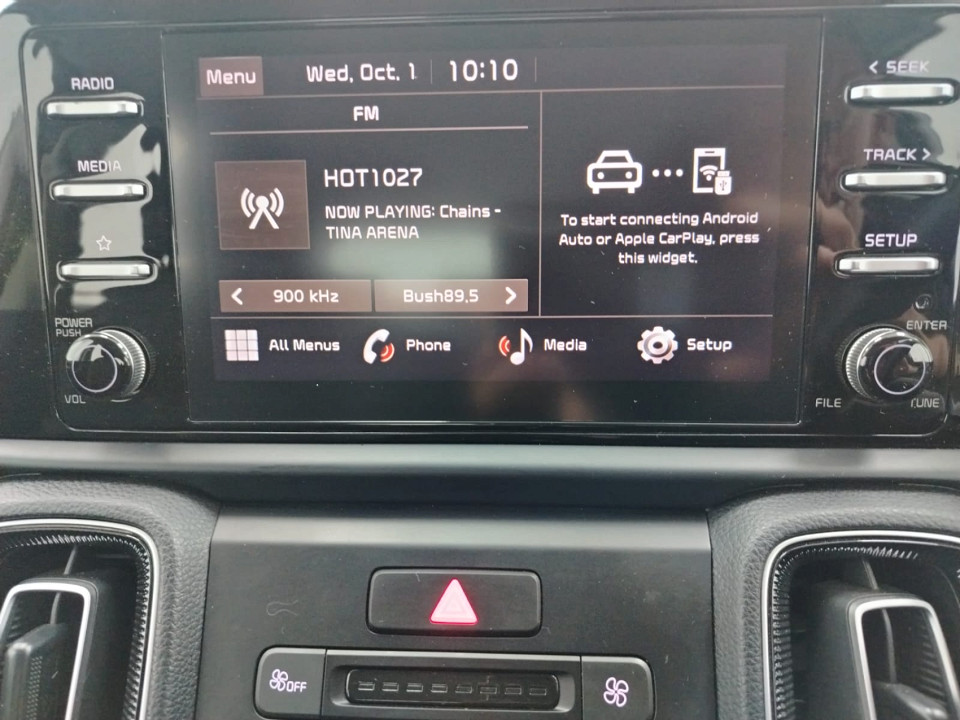 RADIO
MEDIA
POWER
PUSH
VOL
Menu
Wed, Oct. 1
10:10
FM
HOT1027
NOW PLAYING: Chains -
TINA ARENA
< 900 kHz
Bush89.5 >
To start connecting Android
Auto or Apple CarPlay, press
this widget.
All Menus
Phone
Media
Setup
< SEEK
TRACK >
SETUP
ENTER
FILE
TUNE
OFF